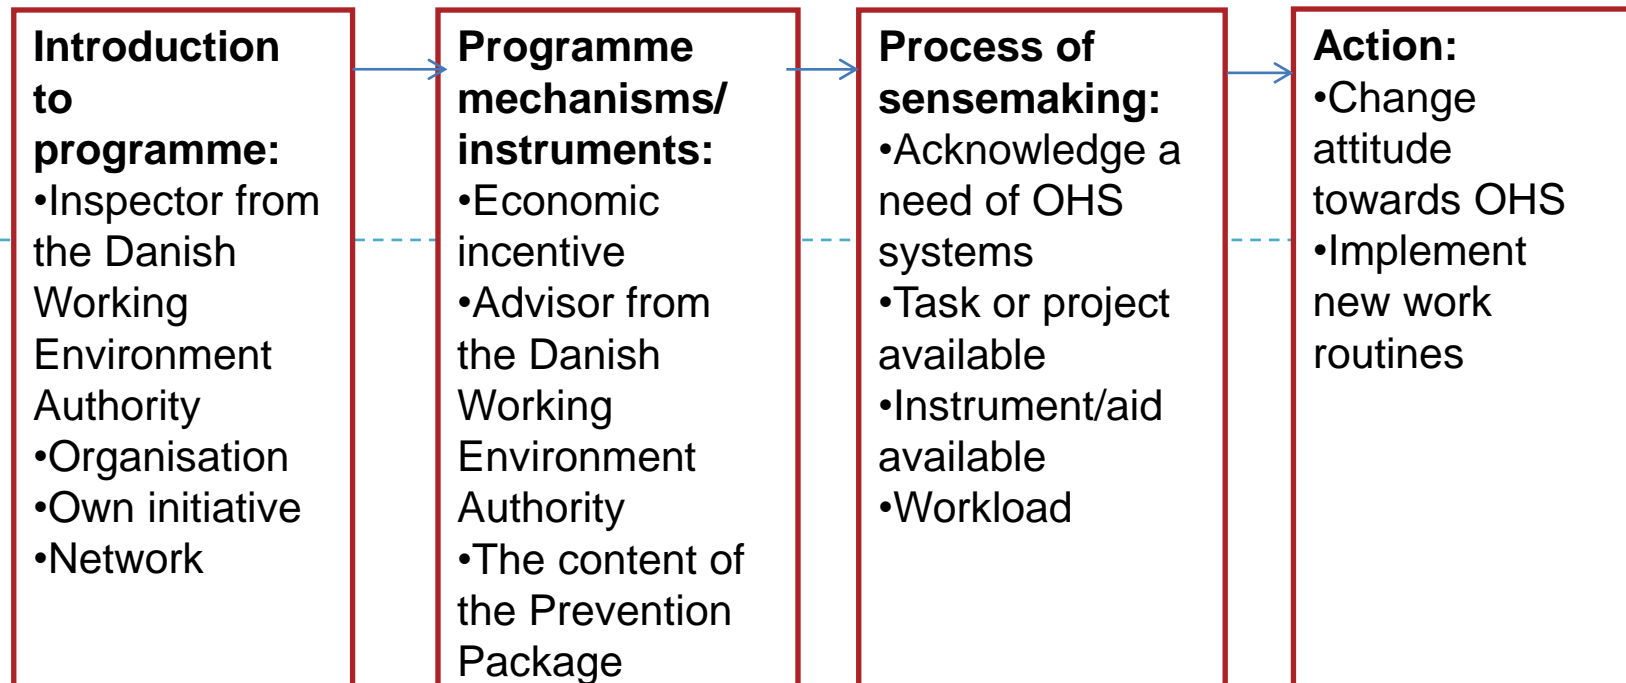 Introduction
to
programme:
•Inspector from
the Danish
Working
Environment
Authority
•Organisation
•Own initiative
•Network
Programme
mechanisms/
instruments:
•Economic
incentive
•Advisor from
the Danish
Working
Environment
Authority
•The content of
the Prevention
Package
Process of
sensemaking:
•Acknowledge a
need of OHS
systems
•Task or project
available
•Instrument/aid
available
•Workload
Action:
•Change
attitude
towards OHS
•Implement
new work
routines